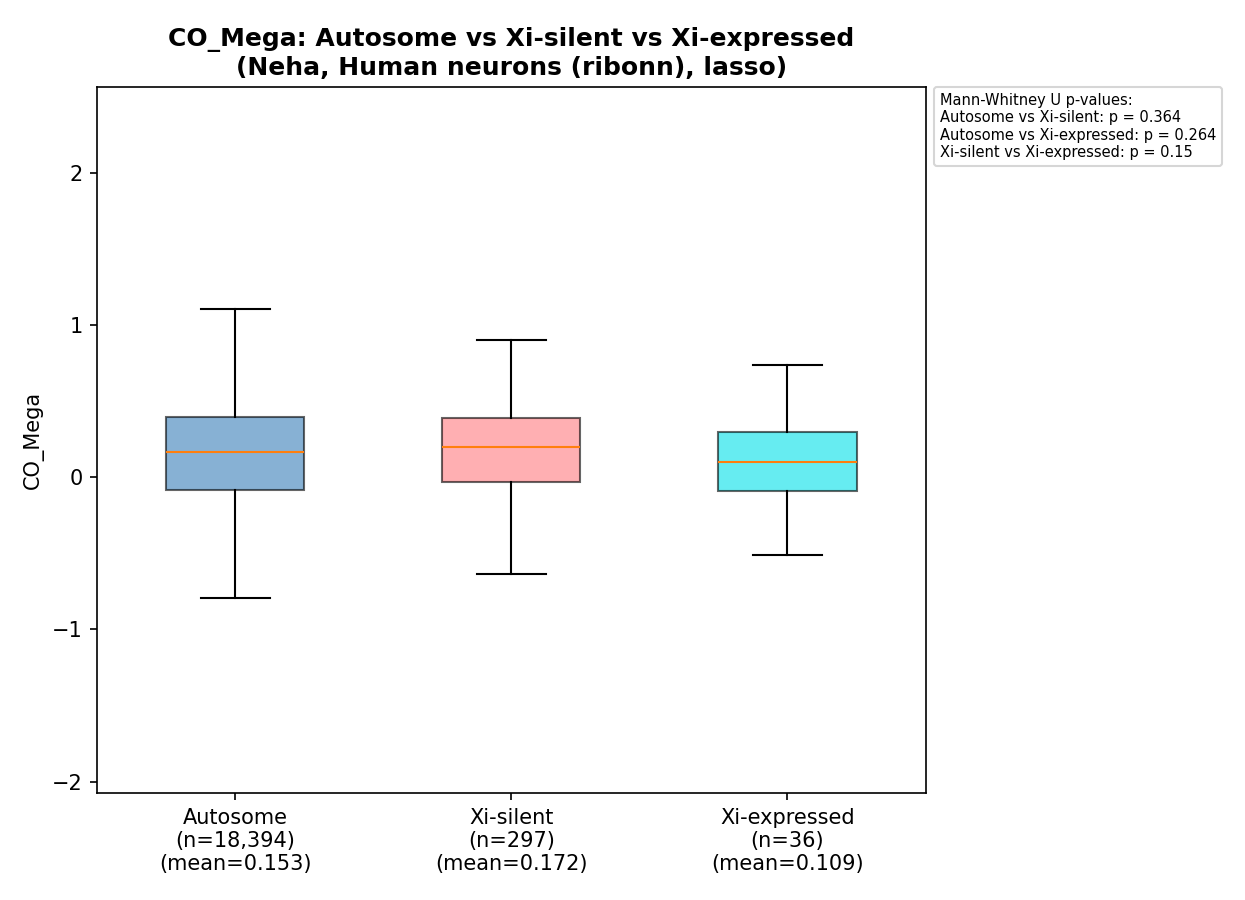 CO_Mega: Autosome vs Xi-silent vs Xi-expressed
(Neha, Human neurons (ribonn), lasso)
Mann-Whitney U p-values:
Autosome vs Xi-silent: p = 0.364
Autosome vs Xi-expressed: p = 0.264
Xi-silent vs Xi-expressed: p = 0.15
CO_Mega
2
1
0
−1
−2
Autosome
(n=18,394)
(mean=0.153)
Xi-silent
(n=297)
(mean=0.172)
Xi-expressed
(n=36)
(mean=0.109)